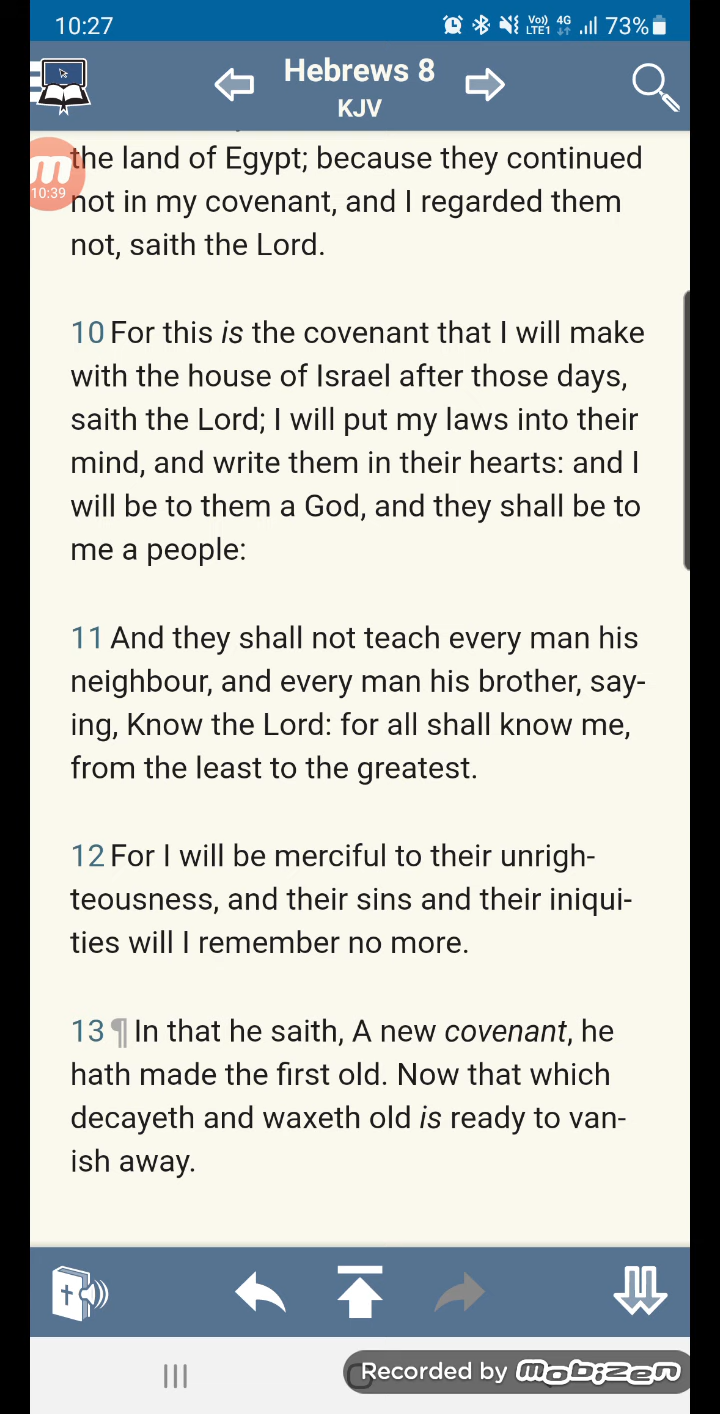 10:27
Vo)) 4G 73%
LTE1
Hebrews 8
KJV
10:39
the land of Egypt; because they continued
not in my covenant, and I regarded them
not, saith the Lord.
10 For this is the covenant that I will make
with the house of Israel after those days,
saith the Lord; I will put my laws into their
mind, and write them in their hearts: and I
will be to them a God, and they shall be to
me a people:
11 And they shall not teach every man his
neighbour, and every man his brother, say-
ing, Know the Lord: for all shall know me,
from the least to the greatest.
12 For I will be merciful to their unrigh-
teousness, and their sins and their iniqui-
ties will I remember no more.
13 ¶ In that he saith, A new covenant, he
hath made the first old. Now that which
decayeth and waxeth old is ready to van-
ish away.
Recorded by mobizen